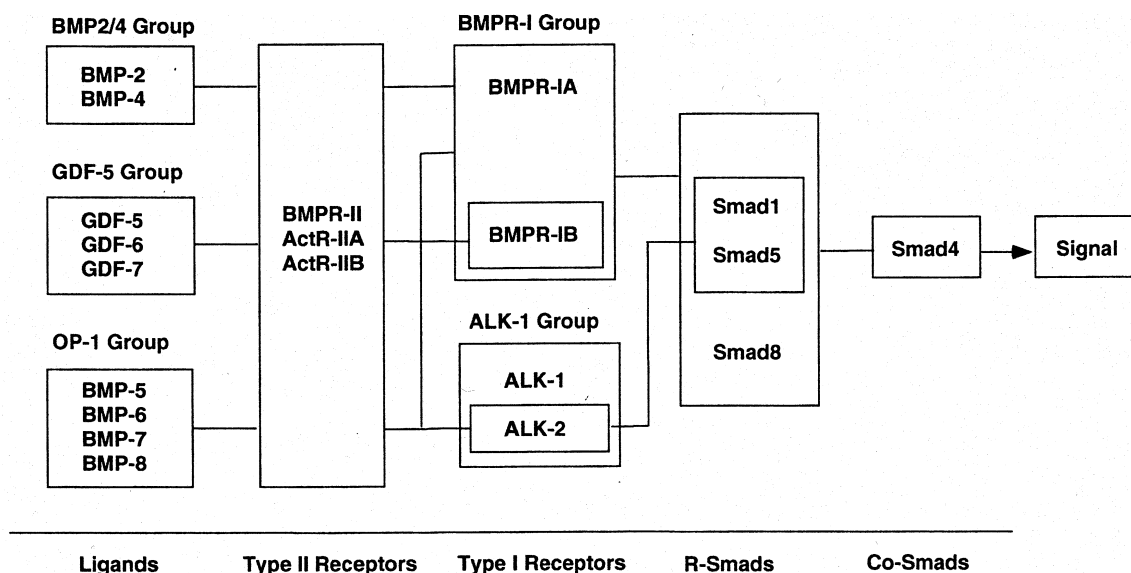 BMP2/4 Group
BMP-2
BMP-4
GDF-5 Group
GDF-5
GDF-6
GDF-7
OP-1 Group
BMP-5
BMP-6
BMP-7
BMP-8
BMPR-II
ActR-IIA
ActR-IIB
BMPR-I Group
BMPR-IA
BMPR-IB
ALK-1 Group
ALK-1
ALK-2
Smad1
Smad5
Smad8
Smad4
Signal
Ligands
Type II Receptors
Type I Receptors
R-Smads
Co-Smads